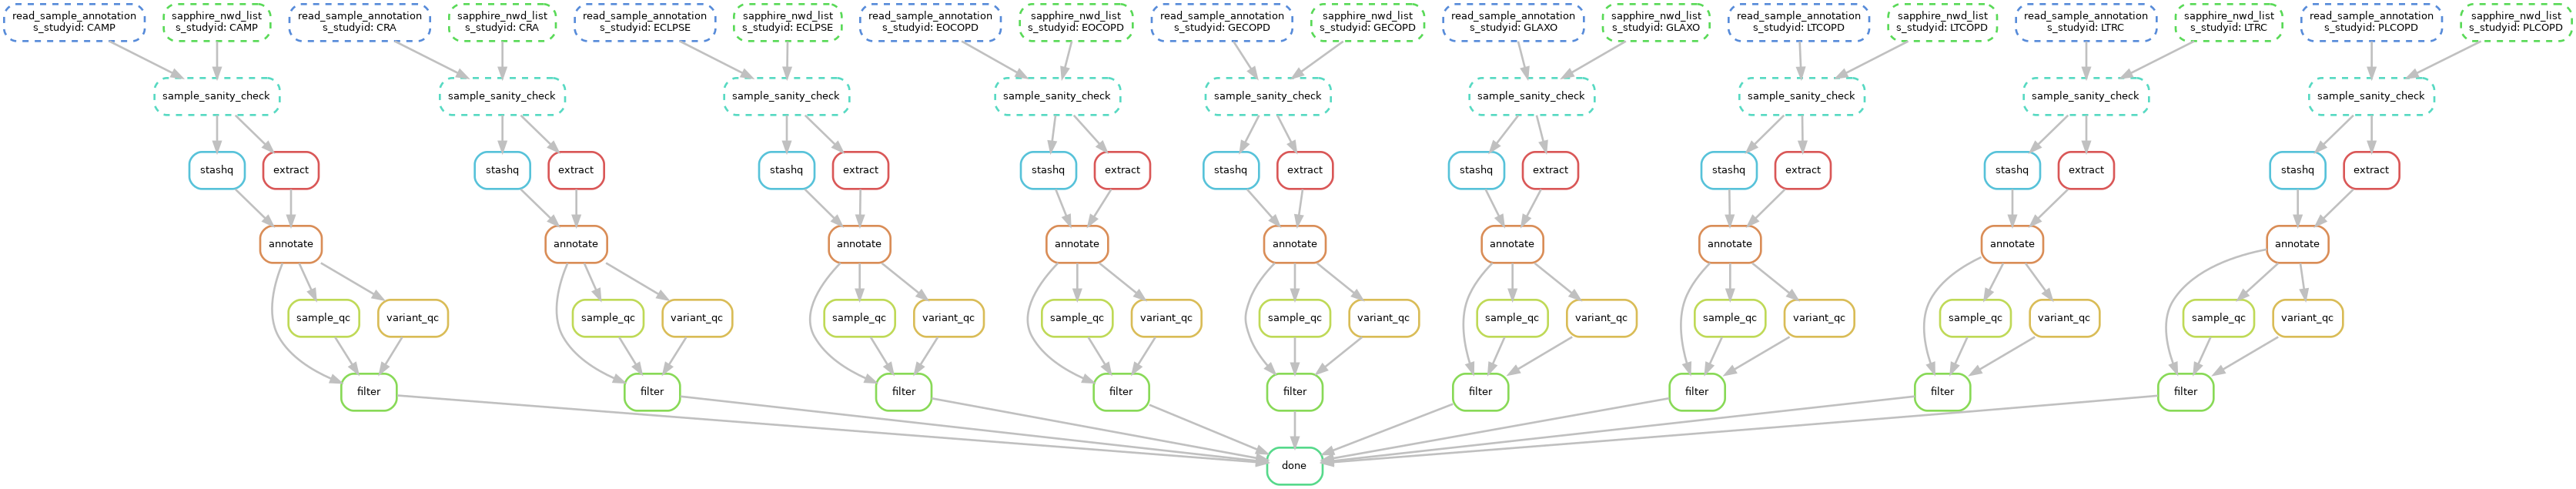 read_sample_annotation
s_studyid: CAMP
sapphire_nwd_list
s_studyid: CAMP
read_sample_annotation
s_studyid: CRA
sapphire_nwd_list
s_studyid: CRA
read_sample_annotation
s_studyid: ECLPSE
sapphire_nwd_list
s_studyid: ECLPSE
read_sample_annotation
s_studyid: EOCOPD
sapphire_nwd_list
s_studyid: EOCOPD
read_sample_annotation
s_studyid: GECOPD
sapphire_nwd_list
s_studyid: GECOPD
read_sample_annotation
s_studyid: GLAXO
sapphire_nwd_list
s_studyid: GLAXO
read_sample_annotation
s_studyid: LTCOPD
sapphire_nwd_list
s_studyid: LTCOPD
read_sample_annotation
s_studyid: LTRC
sapphire_nwd_list
s_studyid: LTRC
read_sample_annotation
s_studyid: PLCOPD
sapphire_nwd_list
s_studyid: PLCOPD
sample_sanity_check
sample_sanity_check
sample_sanity_check
sample_sanity_check
sample_sanity_check
sample_sanity_check
sample_sanity_check
sample_sanity_check
sample_sanity_check
stashq
extract
stashq
extract
stashq
extract
stashq
extract
stashq
extract
stashq
extract
stashq
extract
stashq
extract
stashq
extract
annotate
annotate
annotate
annotate
annotate
annotate
annotate
annotate
annotate
sample_qc
variant_qc
sample_qc
variant_qc
sample_qc
variant_qc
sample_qc
variant_qc
sample_qc
variant_qc
sample_qc
variant_qc
sample_qc
variant_qc
sample_qc
variant_qc
sample_qc
variant_qc
filter
filter
filter
filter
filter
filter
filter
filter
filter
done